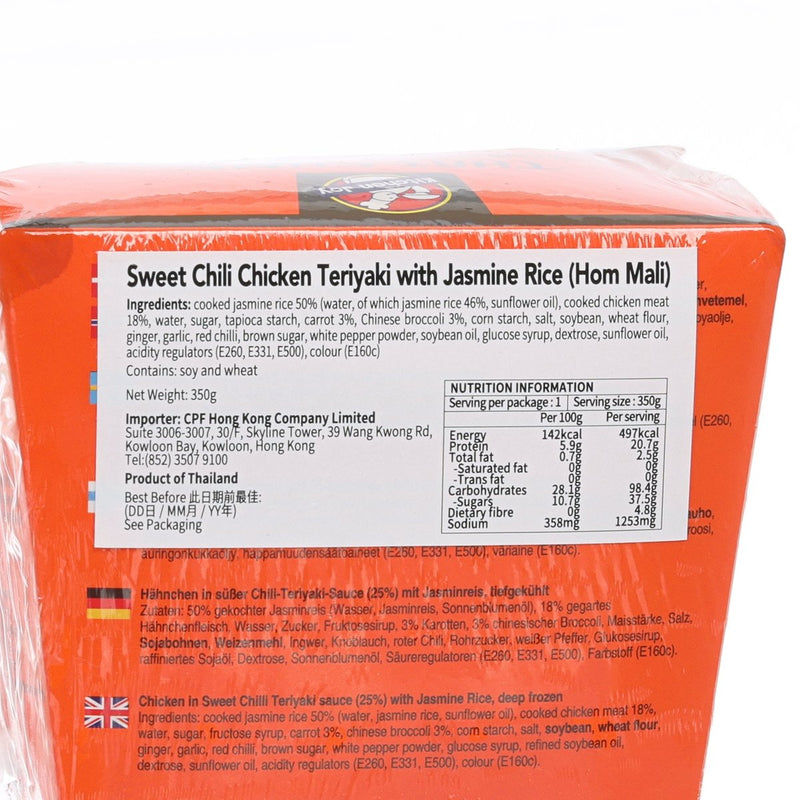 KITCHEN JOY
Sweet Chili Chicken Teriyaki with Jasmine Rice (Hom Mali)
Ingredients: cooked jasmine rice 50% (water, of which jasmine rice 46%, sunflower oil), cooked chicken meat
18%, water, sugar, tapioca starch, carrot 3%, Chinese broccoli 3%, corn starch, salt, soybean, wheat flour,
ginger, garlic, red chilli, brown sugar, white pepper powder, soybean oil, glucose syrup, dextrose, sunflower oil,
acidity regulators (E260, E331, E500), colour (E160c)
Contains: soy and wheat
Net Weight: 350g
Importer: CPF Hong Kong Company Limited
Suite 3006-3007, 30/F, Skyline Tower, 39 Wang Kwong Rd,
Kowloon Bay, Kowloon, Hong Kong
Tel:(852) 3507 9100
Product of Thailand
Best Before 此日期前最佳:
(DD日 / MM月 / YY年)
See Packaging
NUTRITION INFORMATION
Serving per package : 1 Serving size : 350g
Per 100g Per serving
Energy 142kcal 497kcal
Protein 5.9g 20.7g
Total fat 0.7g 2.5g
-Saturated fat 0g 0g
-Trans fat 0g 0g
Carbohydrates 28.1g 98.4g
-Sugars 10.7g 37.5g
Dietary fibre 0g 4.8g
Sodium 358mg 1253mg
er,
nvetemel,
oyaolje,
l (E260,
auho,
roosi,
auringonkukkaöljy, happamuudensäätöaineet (E260, E331, E500), väriaine (E160c).
Hähnchen in süßer Chili-Teriyaki-Sauce (25%) mit Jasminreis, tiefgekühlt
Zutaten: 50% gekochter Jasminreis (Wasser, Jasminreis, Sonnenblumenöl), 18% gegartes
Hähnchenfleisch, Wasser, Zucker, Fruktosesirup, 3% Karotten, 3% chinesischer Broccoli, Maisstärke, Salz,
Sojabohnen, Weizenmehl, Ingwer, Knoblauch, roter Chili, Rohrzucker, weißer Pfeffer, Glukosesirup,
raffiniertes Sojaöl, Dextrose, Sonnenblumenöl, Säureregulatoren (E260, E331, E500), Farbstoff (E160c).
Chicken in Sweet Chilli Teriyaki sauce (25%) with Jasmine Rice, deep frozen
Ingredients: cooked jasmine rice 50% (water, jasmine rice, sunflower oil), cooked chicken meat 18%,
water, sugar, fructose syrup, carrot 3%, chinese broccoli 3%, corn starch, salt, soybean, wheat flour,
ginger, garlic, red chilli, brown sugar, white pepper powder, glucose syrup, refined soybean oil,
dextrose, sunflower oil, acidity regulators (E260, E331, E500), colour (E160c).